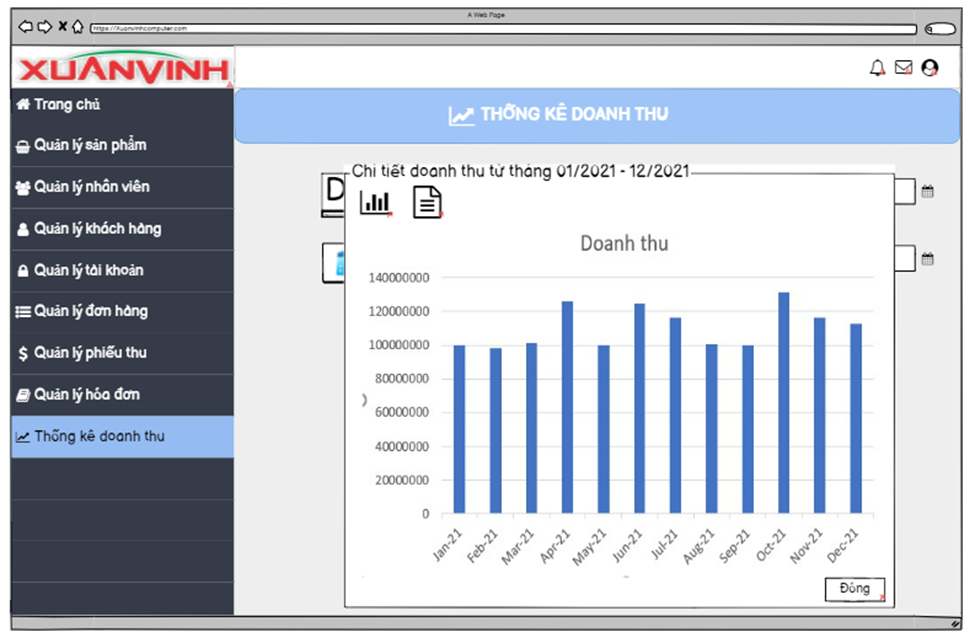 A Web Page
https://Xuanvinhcomputer.com
XUÂNVINH
Trang chủ
Quản lý sản phẩm
Quản lý nhân viên
Quản lý khách hàng
Quản lý tài khoản
Quản lý đơn hàng
Quản lý phiếu thu
Quản lý hóa đơn
Thống kê doanh thu
THỐNG KÊ DOANH THU
Chi tiết doanh thu từ tháng 01/2021 - 12/2021
D
Doanh thu
140000000
120000000
100000000
80000000
60000000
40000000
20000000
0
Jan-21 Feb-21 Mar-21 Apr-21 May-21 Jun-21 Jul-21 Aug-21 Sep-21 Oct-21 Nov-21 Dec-21
Đóng